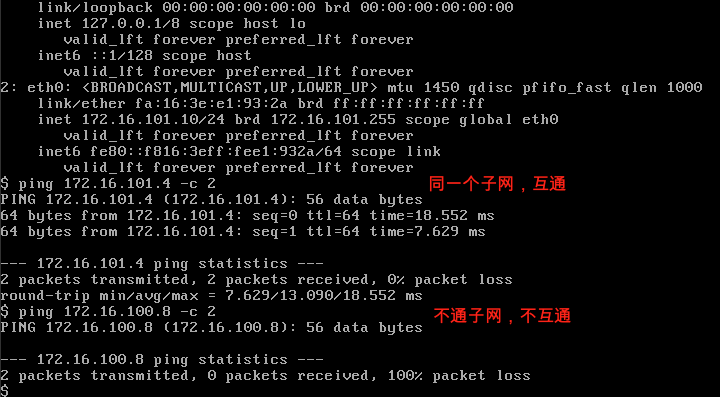 link/loopback 00:00:00:00:00:00 brd 00:00:00:00:00:00
inet 127.0.0.1/8 scope host lo
valid_lft forever preferred_lft forever
inet6 ::1/128 scope host
valid_lft forever preferred_lft forever
2: eth0: <BROADCAST,MULTICAST,UP,LOWER_UP> mtu 1450 qdisc pfifo_fast qlen 1000
link/ether fa:16:3e:e1:93:2a brd ff:ff:ff:ff:ff:ff
inet 172.16.101.10/24 brd 172.16.101.255 scope global eth0
valid_lft forever preferred_lft forever
inet6 fe80::f816:3eff:fee1:932a/64 scope link
valid_lft forever preferred_lft forever
$ ping 172.16.101.4 -c 2 同一个子网，互通
PING 172.16.101.4 (172.16.101.4): 56 data bytes
64 bytes from 172.16.101.4: seq=0 ttl=64 time=18.552 ms
64 bytes from 172.16.101.4: seq=1 ttl=64 time=7.629 ms
--- 172.16.101.4 ping statistics ---
2 packets transmitted, 2 packets received, 0% packet loss
round-trip min/avg/max = 7.629/13.090/18.552 ms
$ ping 172.16.100.8 -c 2 不通子网，不互通
PING 172.16.100.8 (172.16.100.8): 56 data bytes
--- 172.16.100.8 ping statistics ---
2 packets transmitted, 0 packets received, 100% packet loss
$